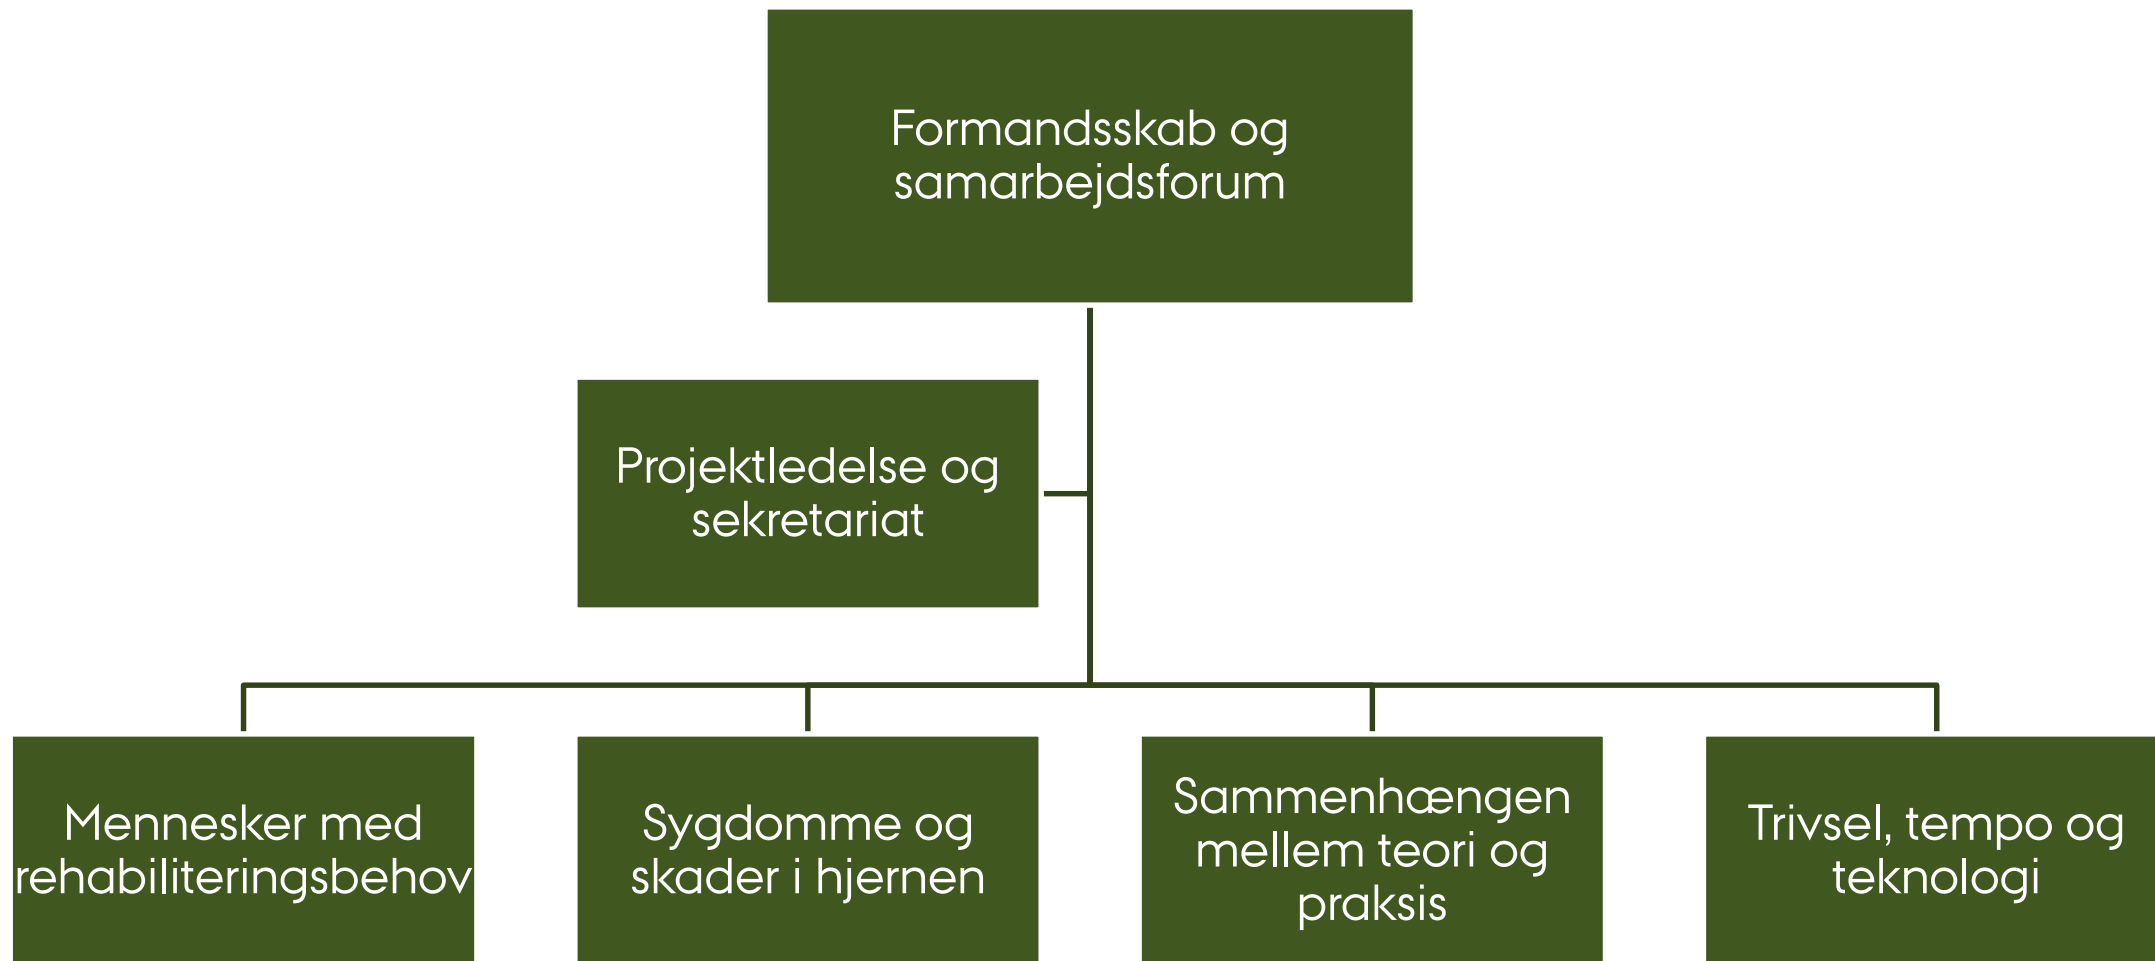 Formandsskab og
samarbejdsforum
Projektledelse og
sekretariat
Mennesker med
rehabiliteringsbehov
Sygdomme og
skader i hjernen
Sammenhængen
mellem teori og
praksis
Trivsel, tempo og
teknologi